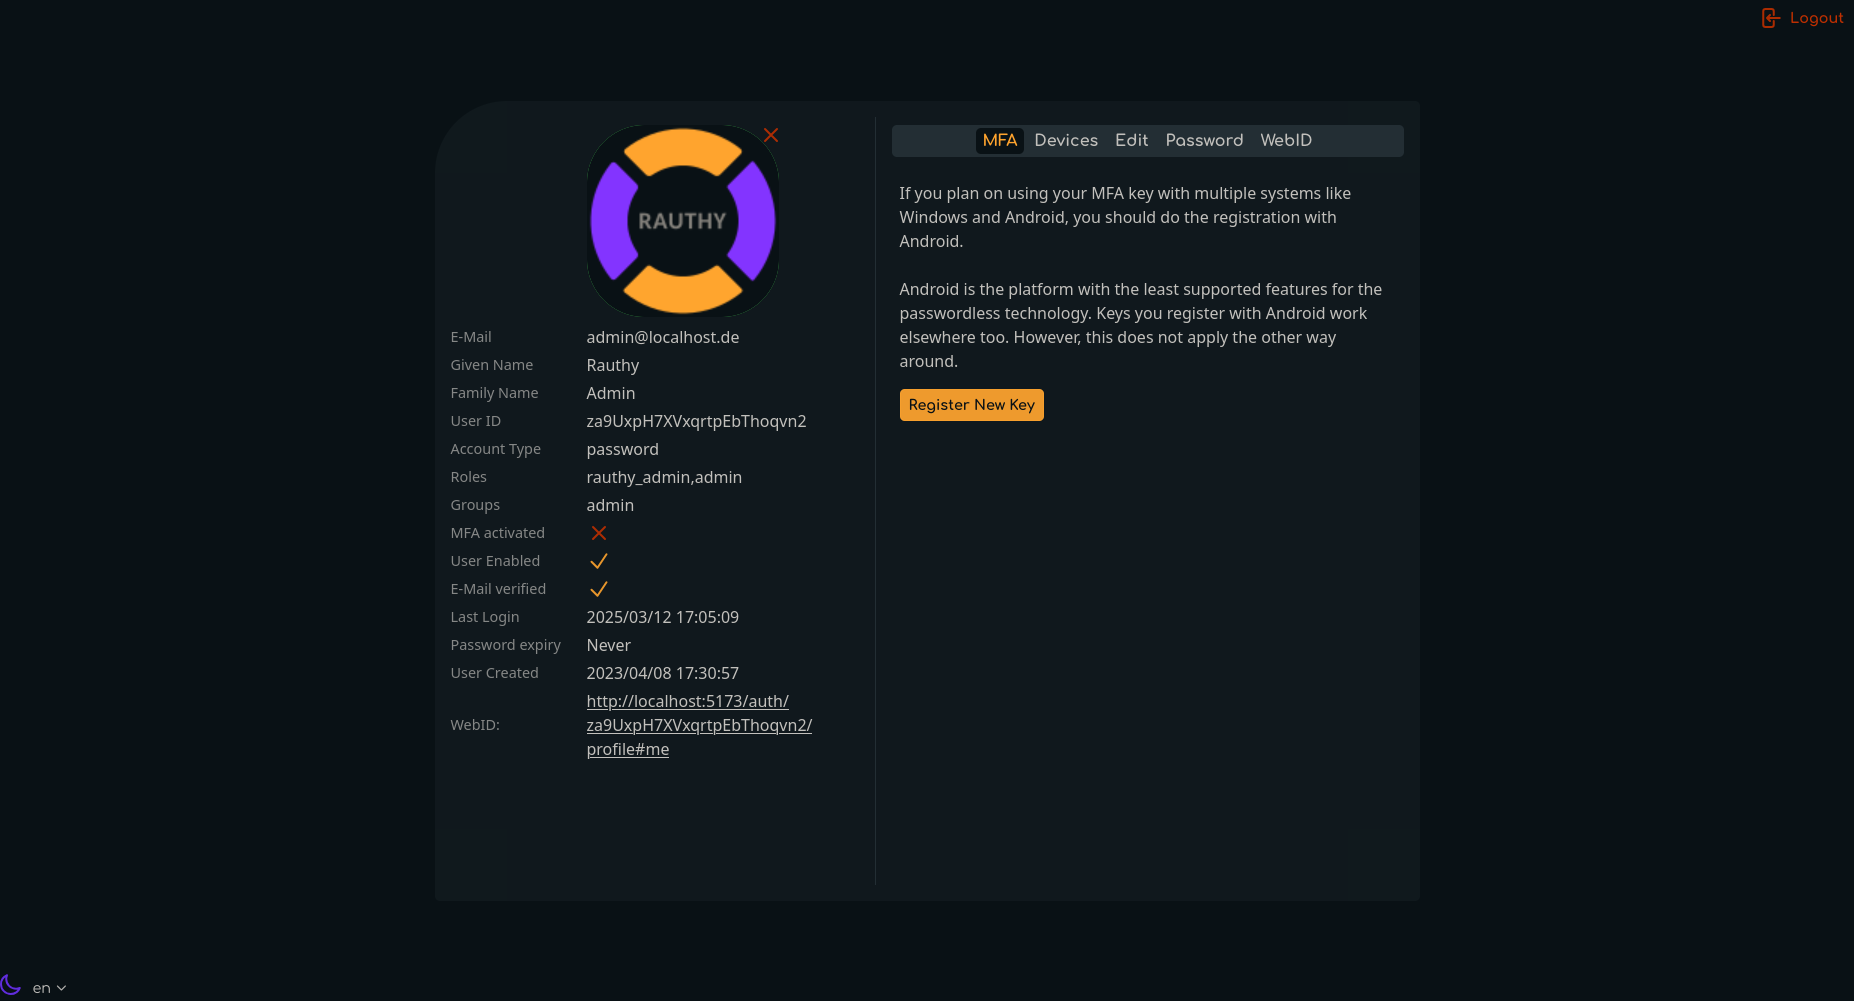 Logout
RAUTHY
E-Mail admin@localhost.de
Given Name Rauthy
Family Name Admin
User ID za9UxpH7XVxqrtpEbThoqvn2
Account Type password
Roles rauthy_admin,admin
Groups admin
MFA activated
User Enabled
E-Mail verified
Last Login 2025/03/12 17:05:09
Password expiry Never
User Created 2023/04/08 17:30:57
WebID: http://localhost:5173/auth/
za9UxpH7XVxqrtpEbThoqvn2/
profile#me
MFA Devices Edit Password WebID
If you plan on using your MFA key with multiple systems like
Windows and Android, you should do the registration with
Android.
Android is the platform with the least supported features for the
passwordless technology. Keys you register with Android work
elsewhere too. However, this does not apply the other way
around.
Register New Key
en